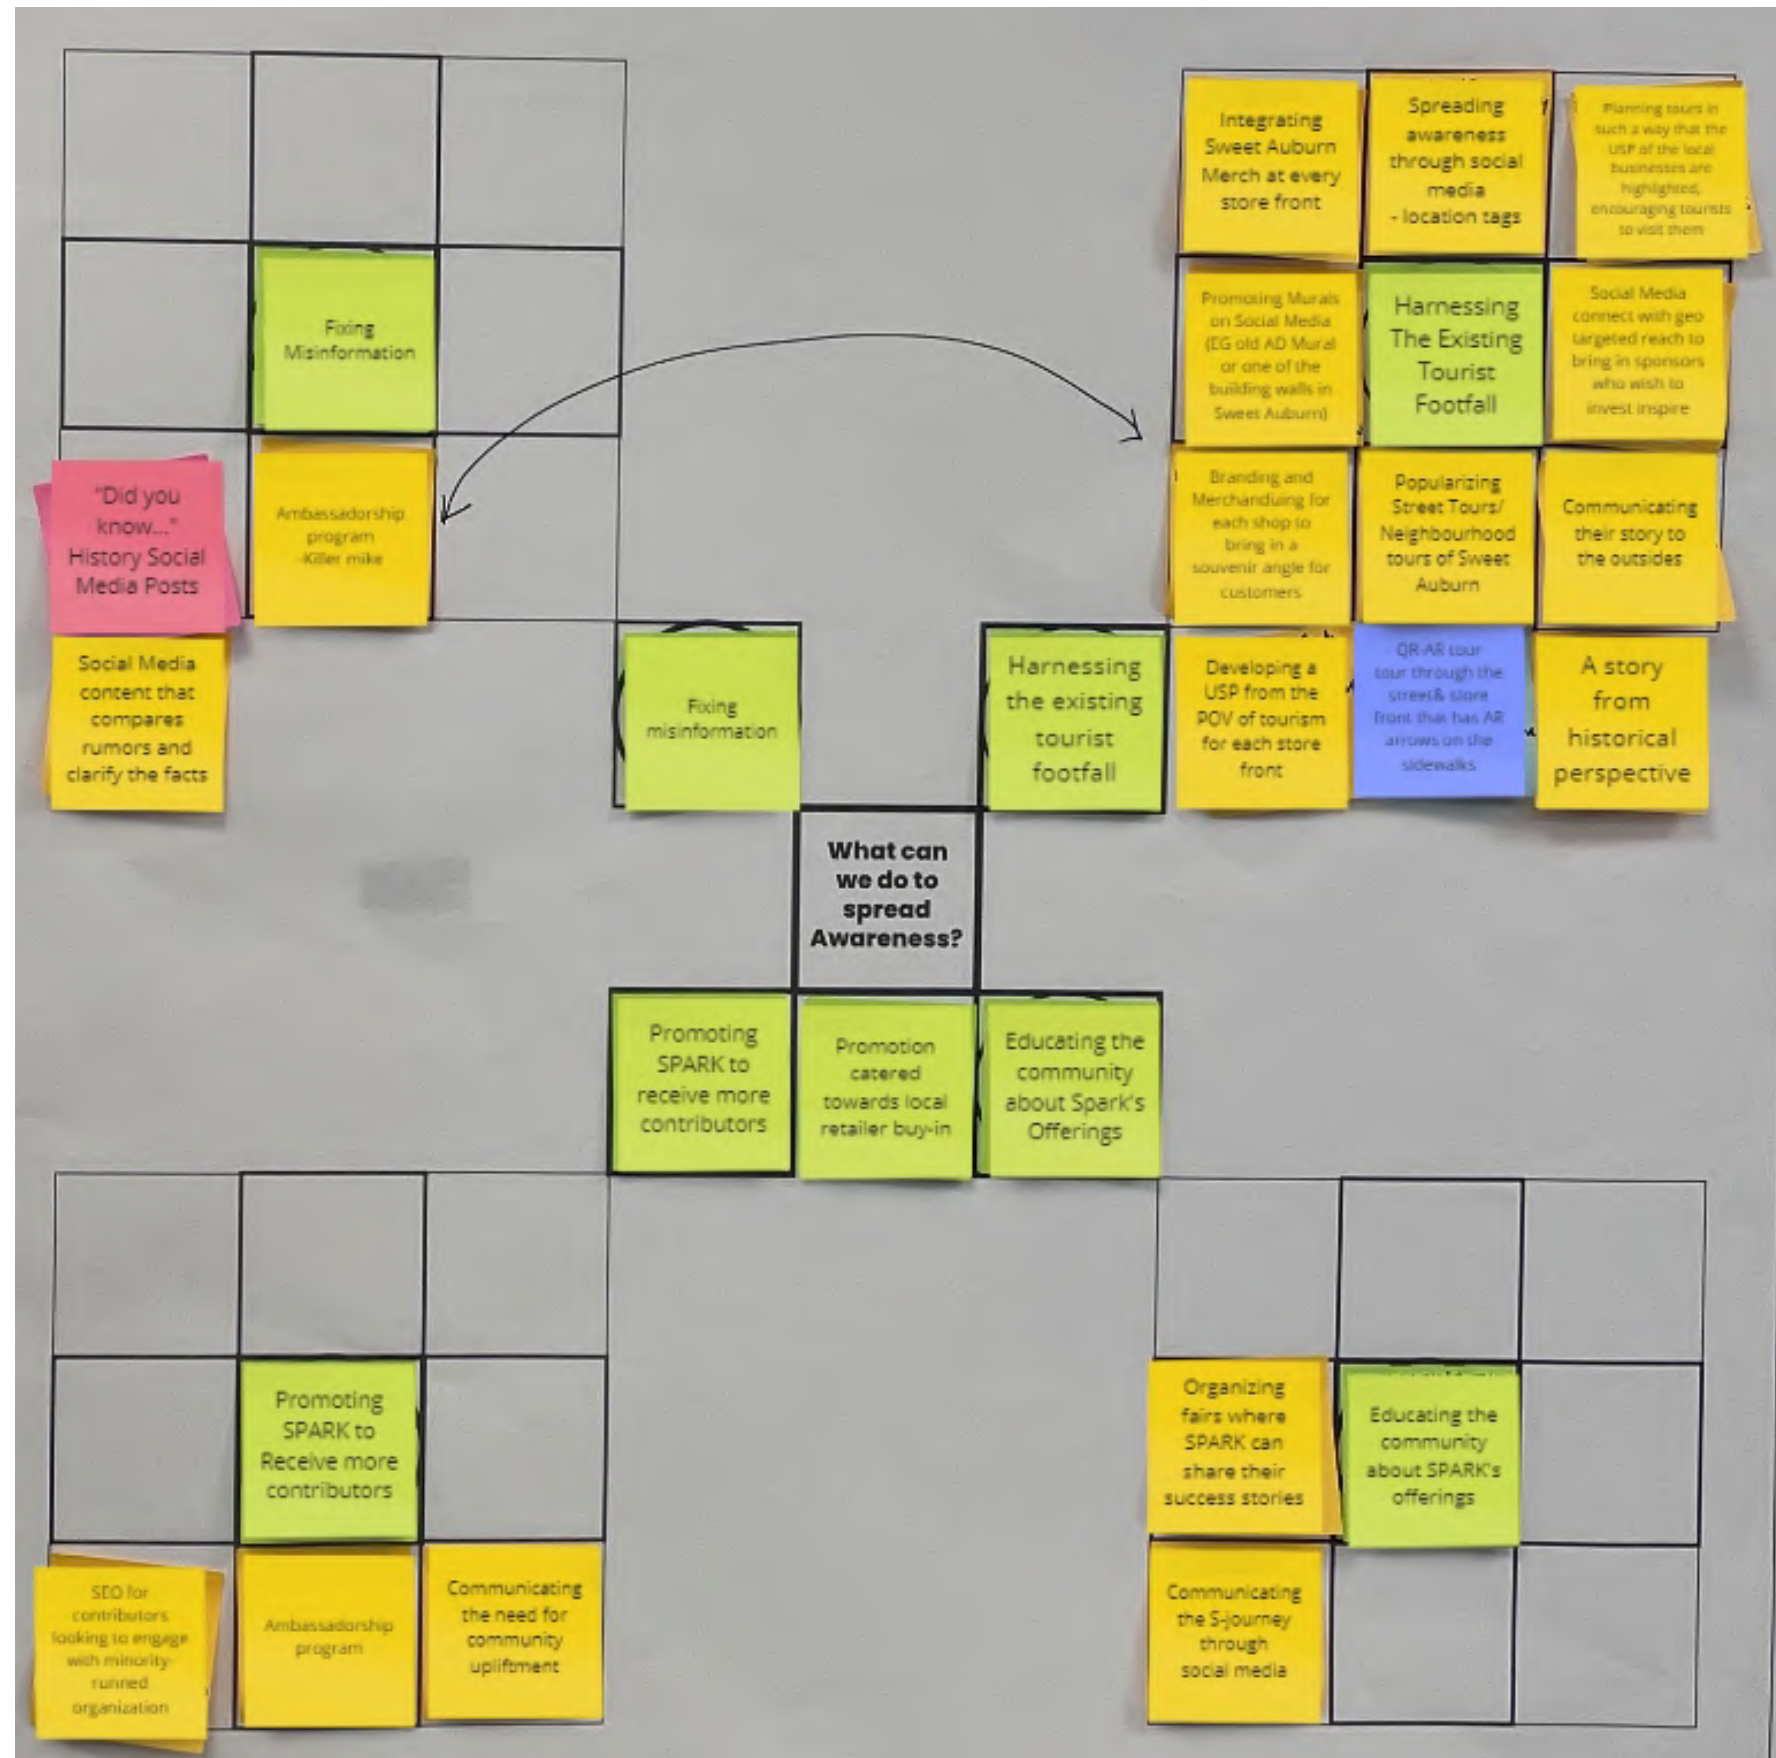 Fixing
Misinformation
"Did you
know..."
History Social
Media Posts
Ambassadorship
program
-Killer mike
Social Media
content that
compares
rumors and
clarify the facts
Integrating
Sweet Auburn
Merch at every
store front
Spreading
awareness
through social
media
- location tags
Planning tours in
such a way that the
USP of the local
businesses are
highlighted,
encouraging tourists
to visit them
Promoting Murals
on Social Media
(EG old AD Mural
or one of the
building walls in
Sweet Auburn)
Harnessing
The Existing
Tourist
Footfall
Social Media
connect with geo
targeted reach to
bring in sponsors
who wish to
invest inspire
Branding and
Merchandiuing for
each shop to
bring in a
souvenir angle for
customers
Popularizing
Street Tours/
Neighbourhood
tours of Sweet
Auburn
Communicating
their story to
the outsides
Developing a
USP from the
POV of tourism
for each store
front
QR-AR tour
tour through the
street& store
front that has AR
arrows on the
sidewalks
A story
from
historical
perspective
Fixing
misinformation
Harnessing
the existing
tourist
footfall
What can
we do to
spread
Awareness?
Promoting
SPARK to
receive more
contributors
Promotion
catered
towards local
retailer buy-in
Educating the
community
about Spark's
Offerings
Promoting
SPARK to
Receive more
contributors
SEO for
contributors
looking to engage
with minority-
runned
organization
Ambassadorship
program
Communicating
the need for
community
upliftment
Organizing
fairs where
SPARK can
share their
success stories
Educating the
community
about SPARK's
offerings
Communicating
the S-journey
through
social media